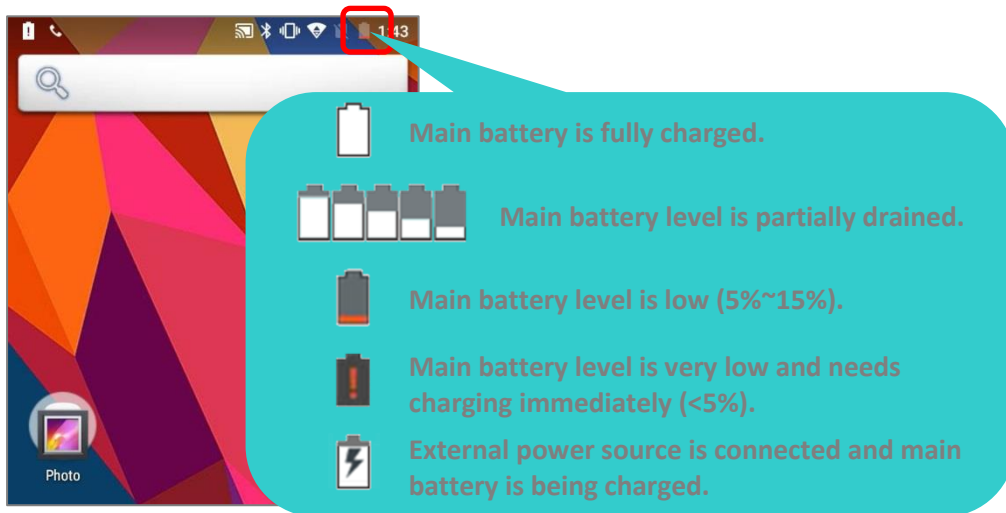 1:43
Main battery is fully charged.
Main battery level is partially drained.
Main battery level is low (5%~15%).
Main battery level is very low and needs
charging immediately (<5%).
External power source is connected and main
battery is being charged.
Photo